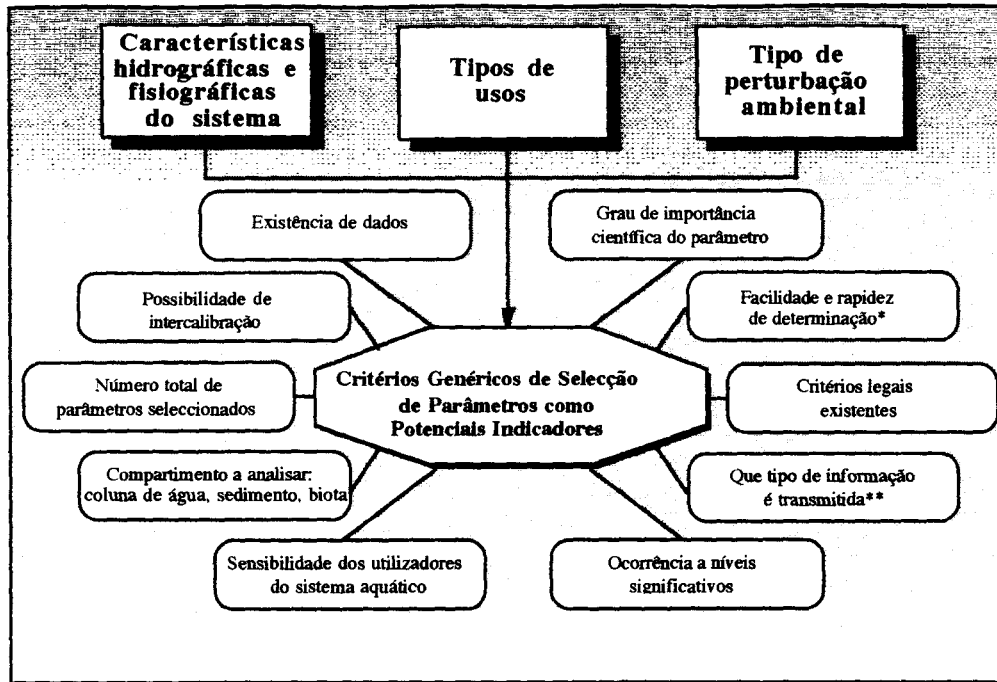 Características
hidrográficas e
fisiográficas
do sistema
Tipos de
usos
Tipo de
perturbação
ambiental
Existência de dados
Grau de importância
científica do parâmetro
Possibilidade de
intercalibração
Facilidade e rapidez
de determinação*
Número total de
parâmetros seleccionados
Critérios Genéricos de Selecção
de Parâmetros como
Potenciais Indicadores
Critérios legais
existentes
Compartimento a analisar:
coluna de água, sedimento, biota
Que tipo de informação
é transmitida**
Sensibilidade dos utilizadores
do sistema aquático
Ocorrência a níveis
significativos